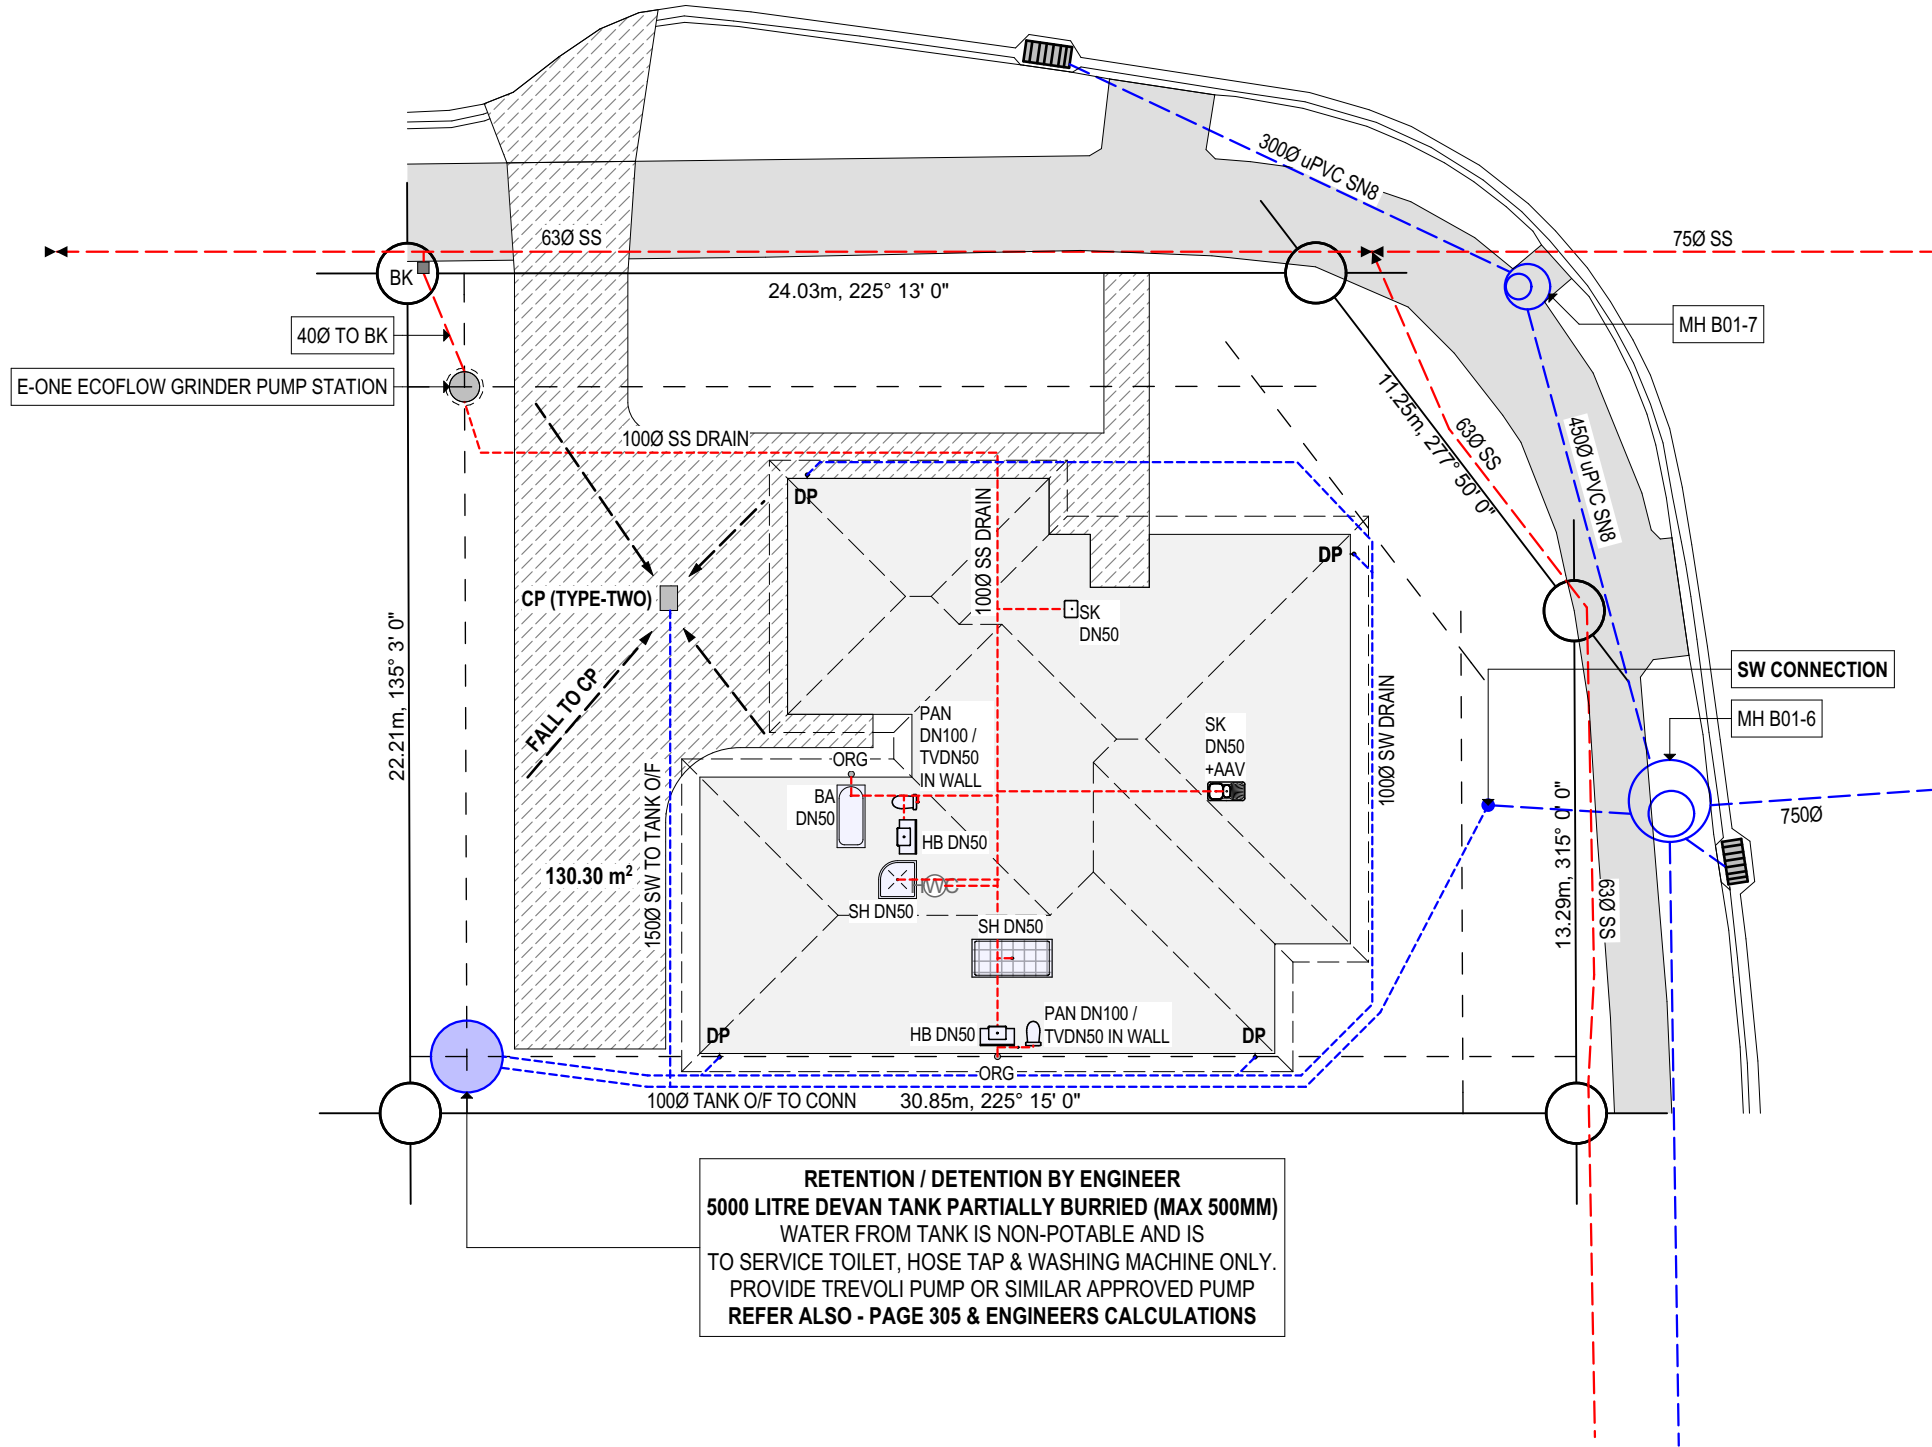 300Ø uPVC SN8
63Ø SS
75Ø SS
BK
24.03m, 225° 13' 0"
MH B01-7
40Ø TO BK
E-ONE ECOFLOW GRINDER PUMP STATION
11.25m, 277° 50' 0"
63Ø SS
450Ø uPVC SN8
100Ø SS DRAIN
DP
100Ø SS DRAIN
DP
CP (TYPE-TWO)
SK
DN50
22.21m, 135° 3' 0"
FALL TO CP
SW CONNECTION
PAN
DN100 /
TVDN50
IN WALL
SK
DN50
+AAV
100Ø SW DRAIN
MH B01-6
ORG
BA
DN50
750Ø
HB DN50
150Ø SW TO TANK O/F
130.30 m²
HWC
SH DN50
SH DN50
13.29m, 315° 0' 0"
63Ø SS
DP
HB DN50
PAN DN100 /
TVDN50 IN WALL
DP
ORG
100Ø TANK O/F TO CONN
30.85m, 225° 15' 0"
RETENTION / DETENTION BY ENGINEER
5000 LITRE DEVAN TANK PARTIALLY BURRIED (MAX 500MM)
WATER FROM TANK IS NON-POTABLE AND IS
TO SERVICE TOILET, HOSE TAP & WASHING MACHINE ONLY.
PROVIDE TREVOLI PUMP OR SIMILAR APPROVED PUMP
REFER ALSO - PAGE 305 & ENGINEERS CALCULATIONS